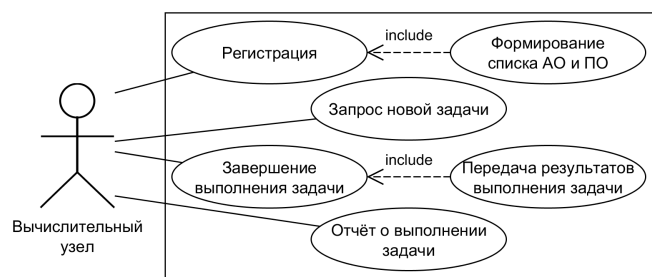 include
Регистрация
Формирование
списка АО и ПО
Запрос новой задачи
include
Завершение
выполнения задачи
Передача результатов
выполнения задачи
Вычислительный
узел
Отчёт о выполнении
задачи